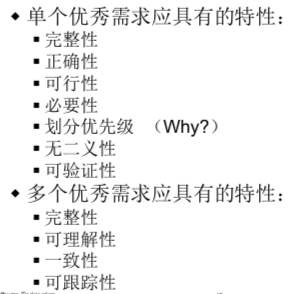 ◆ 单个优秀需求应具有的特性：
▪ 完整性
▪ 正确性
▪ 可行性
▪ 必要性
▪ 划分优先级 （Why?）
▪ 无二义性
▪ 可验证性
◆ 多个优秀需求应具有的特性：
▪ 完整性
▪ 可理解性
▪ 一致性
▪ 可跟踪性